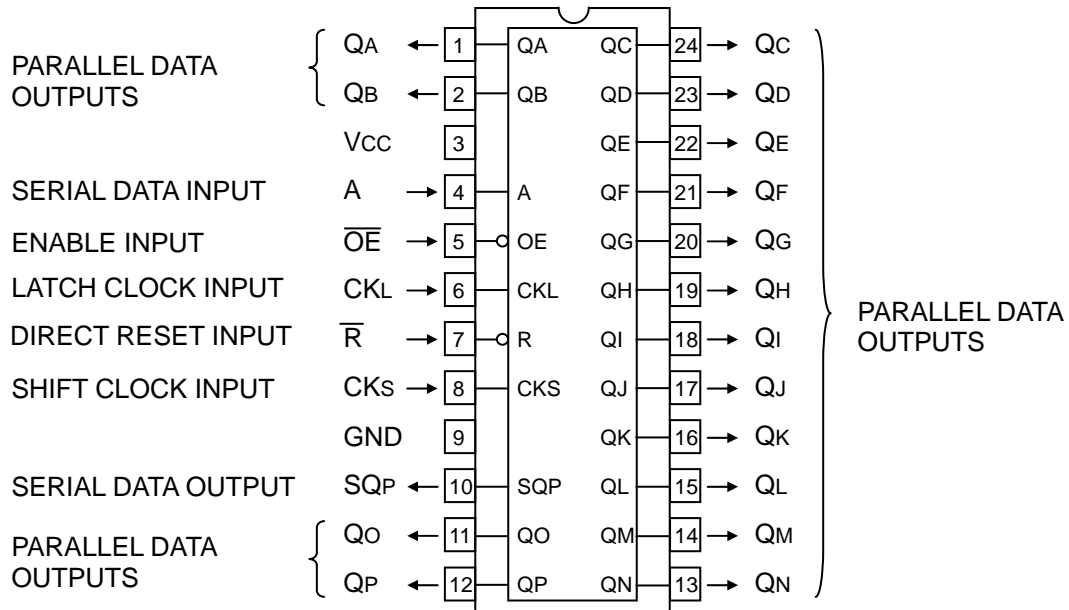 QA 1 QA QC 24 QC
PARALLEL DATA
OUTPUTS
QB 2 QB QD 23 QD
VCC 3 QE 22 QE
SERIAL DATA INPUT A 4 A QF 21 QF
ENABLE INPUT OE 5 OE QG 20 QG
LATCH CLOCK INPUT CKL 6 CKL QH 19 QH
DIRECT RESET INPUT R 7 R QI 18 QI
PARALLEL DATA
OUTPUTS
SHIFT CLOCK INPUT CKS 8 CKS QJ 17 QJ
GND 9 QK 16 QK
SERIAL DATA OUTPUT SQP 10 SQP QL 15 QL
QO 11 QO QM 14 QM
PARALLEL DATA
OUTPUTS
QP 12 QP QN 13 QN